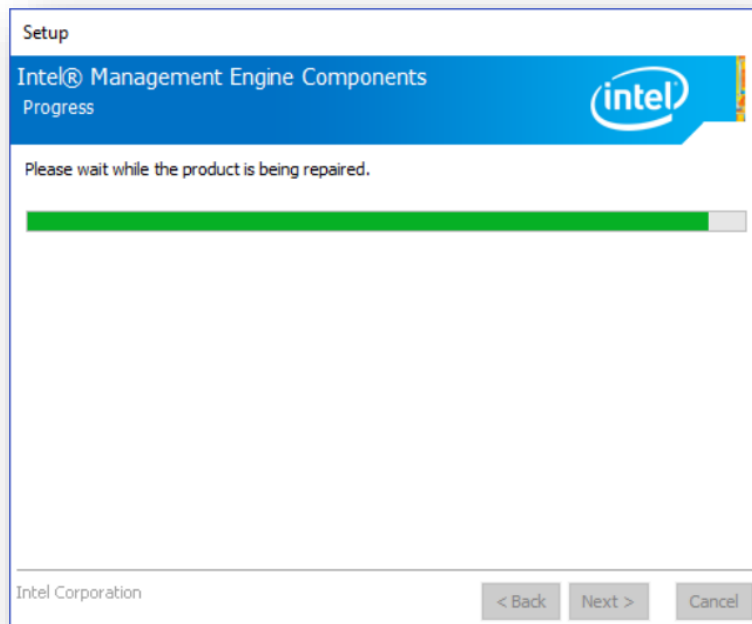 Setup
Intel® Management Engine Components
Progress
intel
Please wait while the product is being repaired.
Intel Corporation
< Back Next > Cancel